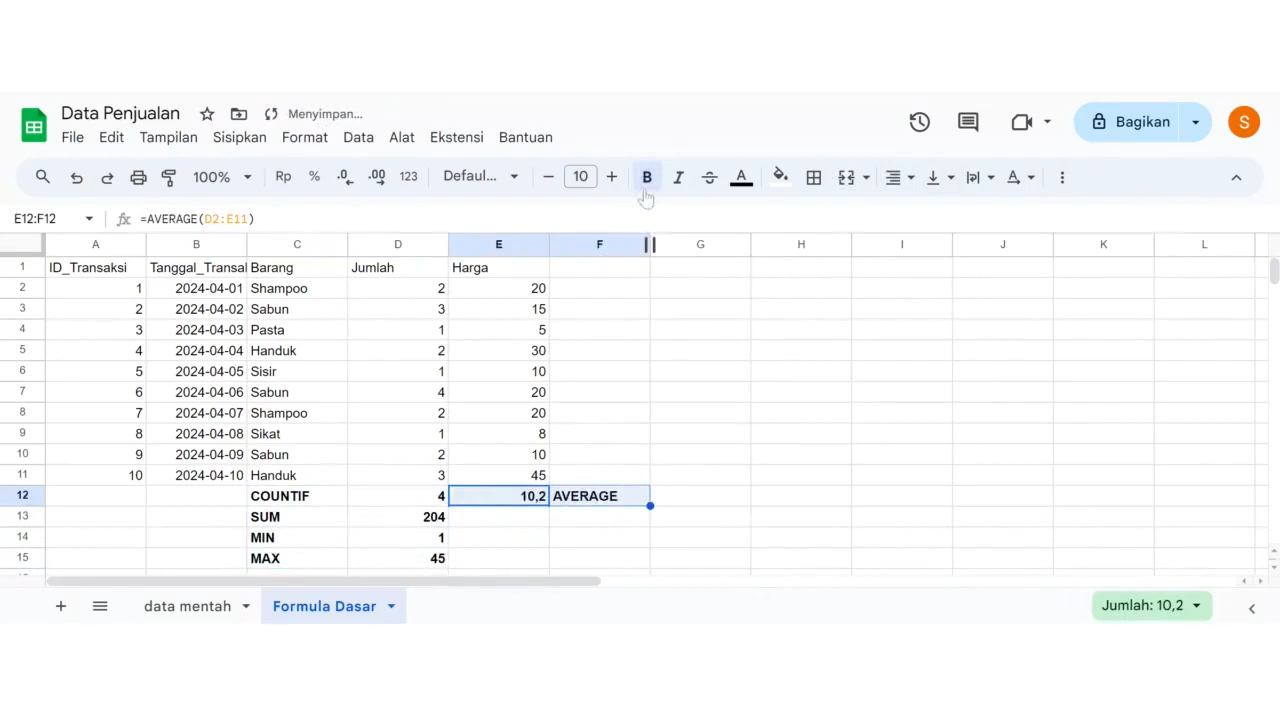 Data Penjualan Menyimpan...
File Edit Tampilan Sisipkan Format Data Alat Ekstensi Bantuan
Bagikan
S
100% Rp % .0 .00 123 Defaul... 10 B I A
E12:F12 fx =AVERAGE(D2:E11)
A B C D E F G H I J K L
1 ID_Transaksi Tanggal_Transal Barang Jumlah Harga
2 1 2024-04-01 Shampoo 2 20
3 2 2024-04-02 Sabun 3 15
4 3 2024-04-03 Pasta 1 5
5 4 2024-04-04 Handuk 2 30
6 5 2024-04-05 Sisir 1 10
7 6 2024-04-06 Sabun 4 20
8 7 2024-04-07 Shampoo 2 20
9 8 2024-04-08 Sikat 1 8
10 9 2024-04-09 Sabun 2 10
11 10 2024-04-10 Handuk 3 45
12 COUNTIF 4 10,2 AVERAGE
13 SUM 204
14 MIN 1
15 MAX 45
data mentah Formula Dasar Jumlah: 10,2